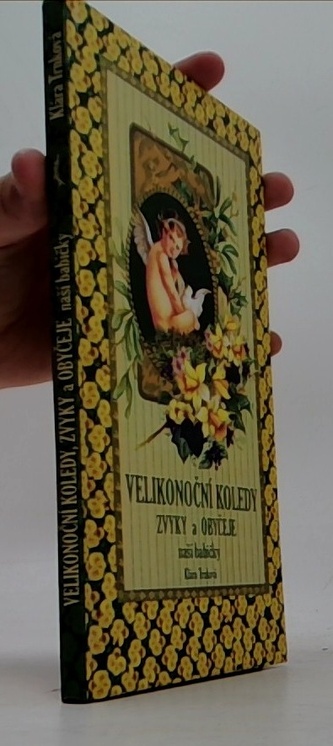 Klára Trnková
VELIKONOČNÍ KOLEDY, ZVYKY a OBYČEJE naší babičky
VELIKONOČNÍ KOLEDY
ZVYKY a OBYČEJE
naší babičky
Klára Trnková